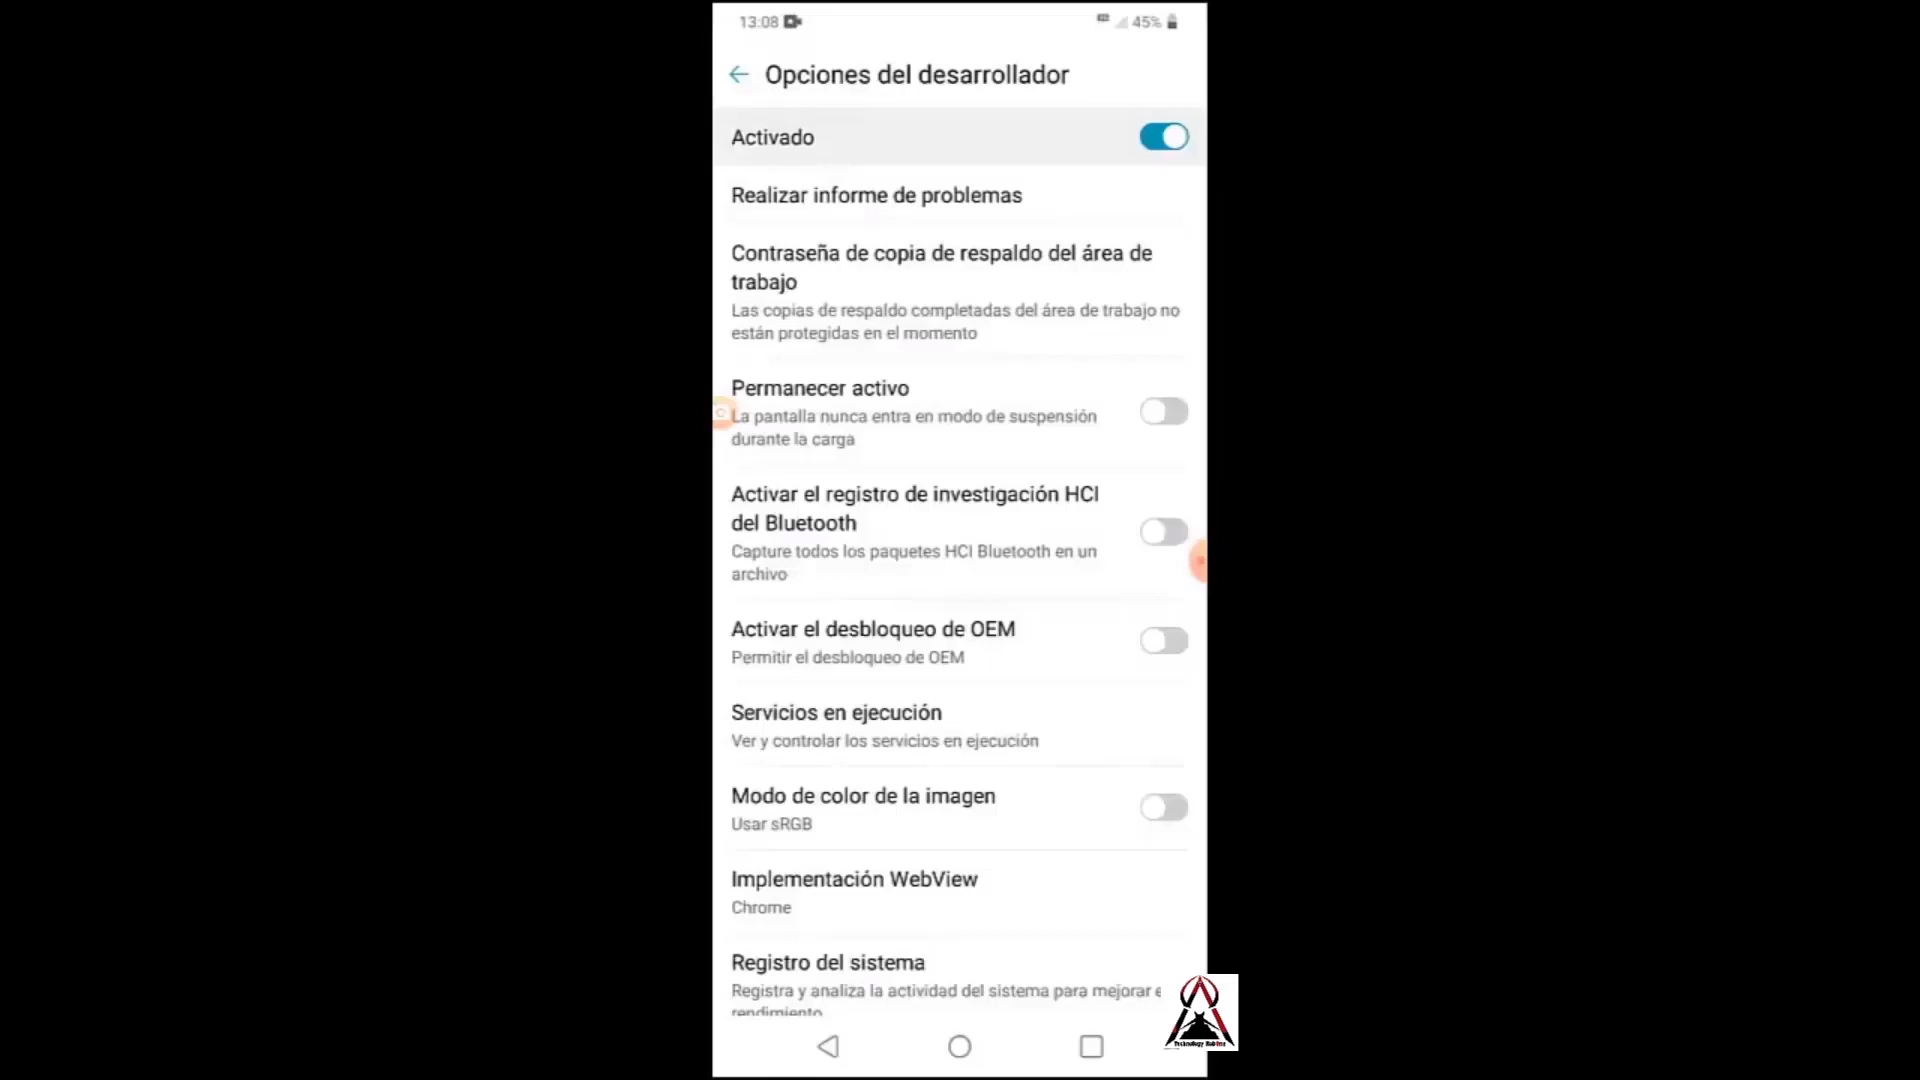 13:08
45%
Opciones del desarrollador
Activado
Realizar informe de problemas
Contraseña de copia de respaldo del área de
trabajo
Las copias de respaldo completadas del área de trabajo no
están protegidas en el momento
Permanecer activo
La pantalla nunca entra en modo de suspensión
durante la carga
Activar el registro de investigación HCI
del Bluetooth
Capture todos los paquetes HCI Bluetooth en un
archivo
Activar el desbloqueo de OEM
Permitir el desbloqueo de OEM
Servicios en ejecución
Ver y controlar los servicios en ejecución
Modo de color de la imagen
Usar sRGB
Implementación WebView
Chrome
Registro del sistema
Registra y analiza la actividad del sistema para mejorar e
rendimiento
Technology